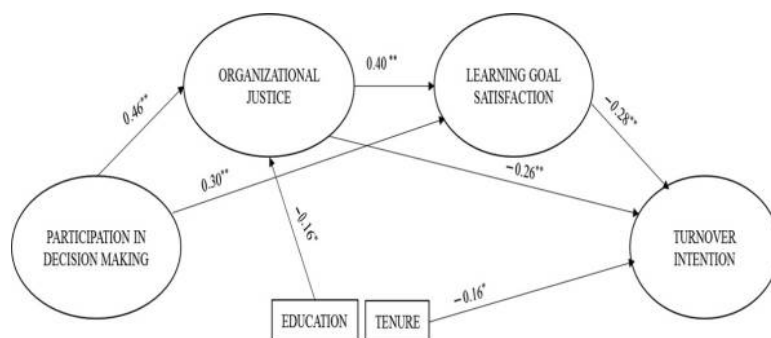 ORGANIZATIONAL
JUSTICE
0.40**
LEARNING GOAL
SATISFACTION
0.46**
-0.28**
0.30**
-0.26**
PARTICIPATION IN
DECISION MAKING
-0.16*
TURNOVER
INTENTION
-0.16*
EDUCATION
TENURE